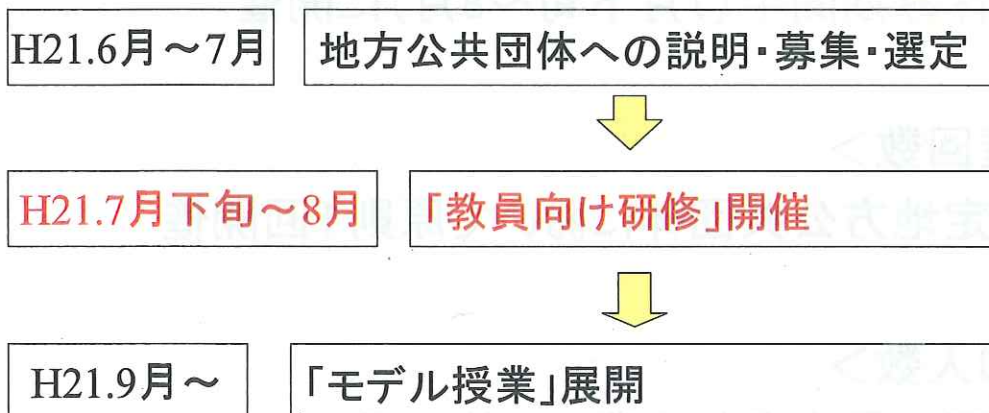 H21.6月～7月 地方公共団体への説明・募集・選定
H21.7月下旬～8月 「教員向け研修」開催
H21.9月～ 「モデル授業」展開